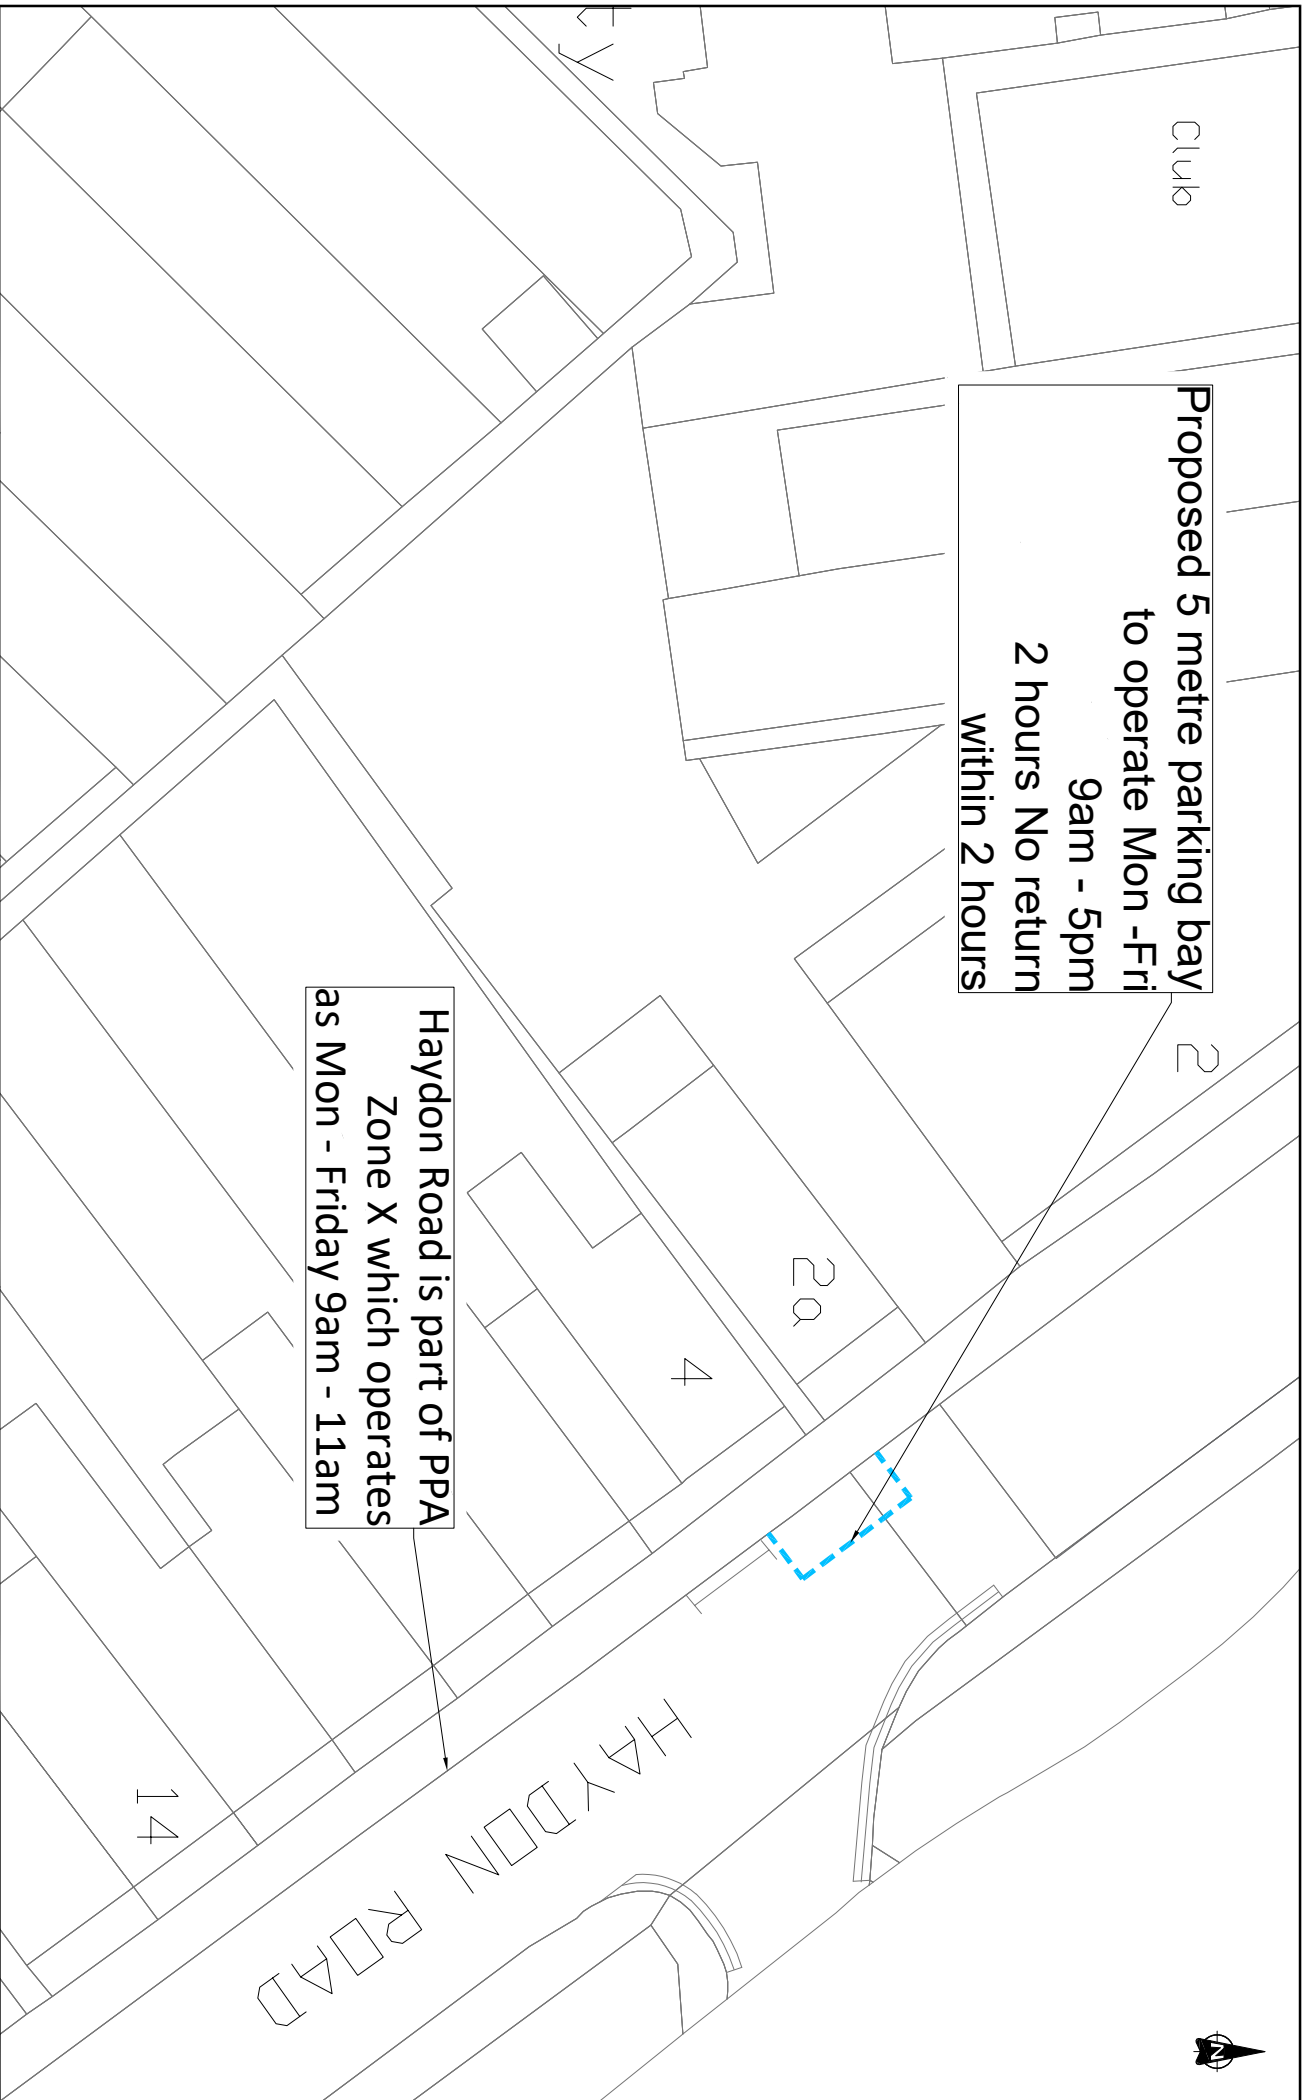 ty
Club
Proposed 5 metre parking bay
to operate Mon -Fri
9am - 5pm
2 hours No return
within 2 hours
2
Haydon Road is part of PPA
Zone X which operates
as Mon - Friday 9am - 11am
2a
4
14
HAYDON ROAD
N